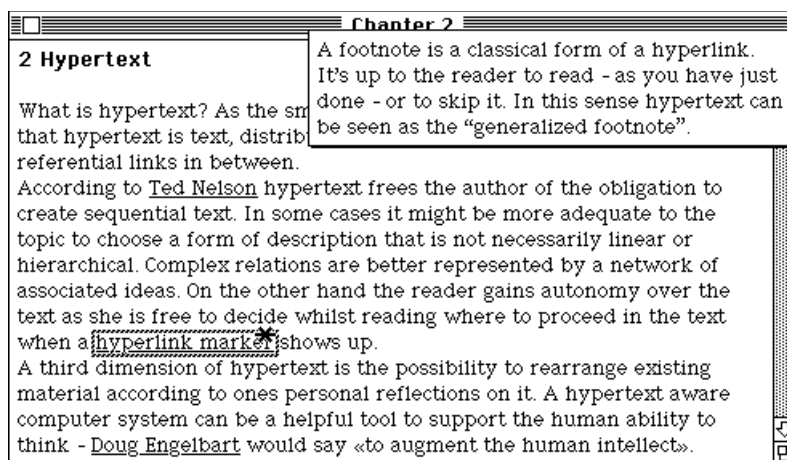 Chapter 2
A footnote is a classical form of a hyperlink.
It's up to the reader to read - as you have just
done - or to skip it. In this sense hypertext can
be seen as the “generalized footnote”.
2 Hypertext
What is hypertext? As the sm
that hypertext is text, distrib
referential links in between.
According to Ted Nelson hypertext frees the author of the obligation to
create sequential text. In some cases it might be more adequate to the
topic to choose a form of description that is not necessarily linear or
hierarchical. Complex relations are better represented by a network of
associated ideas. On the other hand the reader gains autonomy over the
text as she is free to decide whilst reading where to proceed in the text
when a hyperlink marker shows up.
A third dimension of hypertext is the possibility to rearrange existing
material according to ones personal reflections on it. A hypertext aware
computer system can be a helpful tool to support the human ability to
think - Doug Engelbart would say «to augment the human intellect».